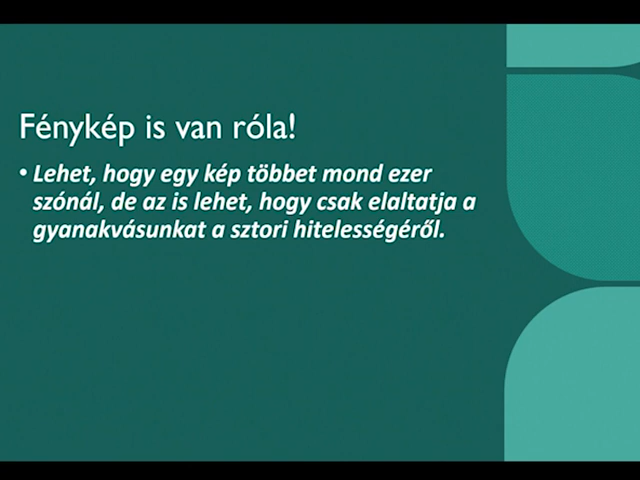 Fénykép is van róla!
• Lehet, hogy egy kép többet mond ezer
szónál, de az is lehet, hogy csak elaltatja a
gyanakvásunkat a sztori hitelességéről.